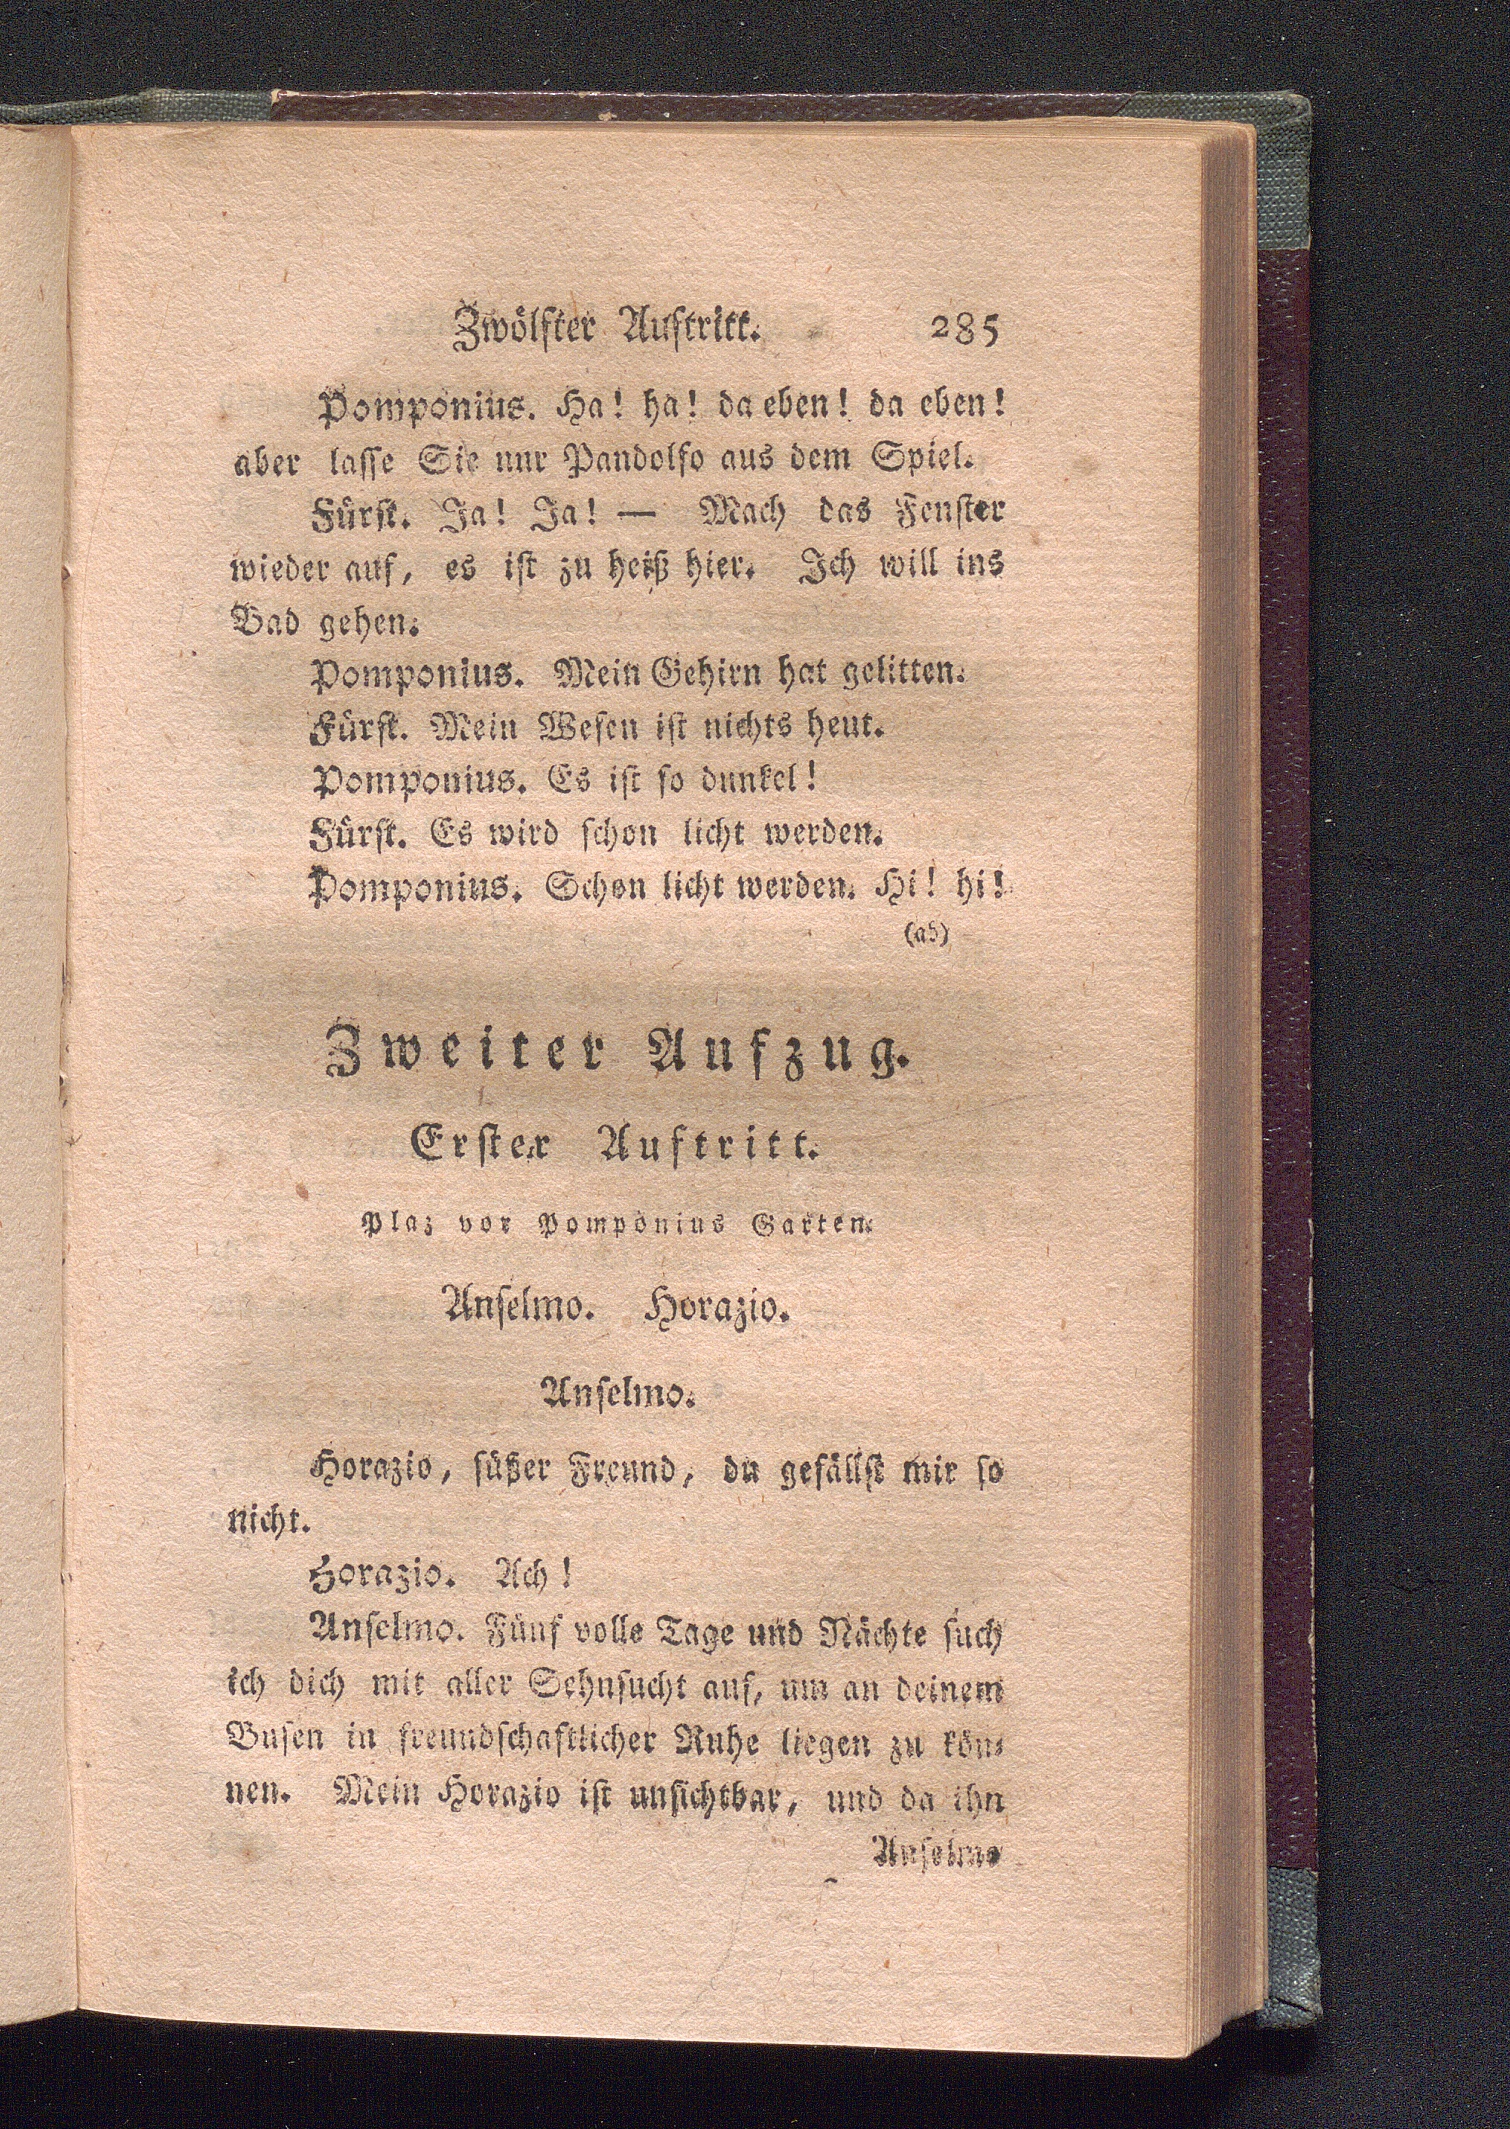 Zwölfter Auftritt. 285
Pomponius. Ha! ha! da eben! da eben!
aber lasse Sie nur Pandolfo aus dem Spiel.
Fürst. Ja! Ja! — Mach das Fenster
wieder auf, es ist zu heiß hier. Ich will ins
Bad gehen.
Pomponius. Mein Gehirn hat gelitten.
Fürst. Mein Wesen ist nichts heut.
Pomponius. Es ist so dunkel!
Fürst. Es wird schon licht werden.
Pomponius. Schon licht werden. Hi! hi!
(ab)
Zweiter Aufzug.
Erster Auftritt.
Plaz vor Pomponius Garten.
Anselmo. Horazio.
Anselmo.
Horazio, süßer Freund, du gefällst mir so
nicht.
Horazio. Ach!
Anselmo. Fünf volle Tage und Nächte such
ich dich mit aller Sehnsucht auf, um an deinem
Busen in freundschaftlicher Ruhe liegen zu kön-
nen. Mein Horazio ist unsichtbar, und da ihn
Anselmo